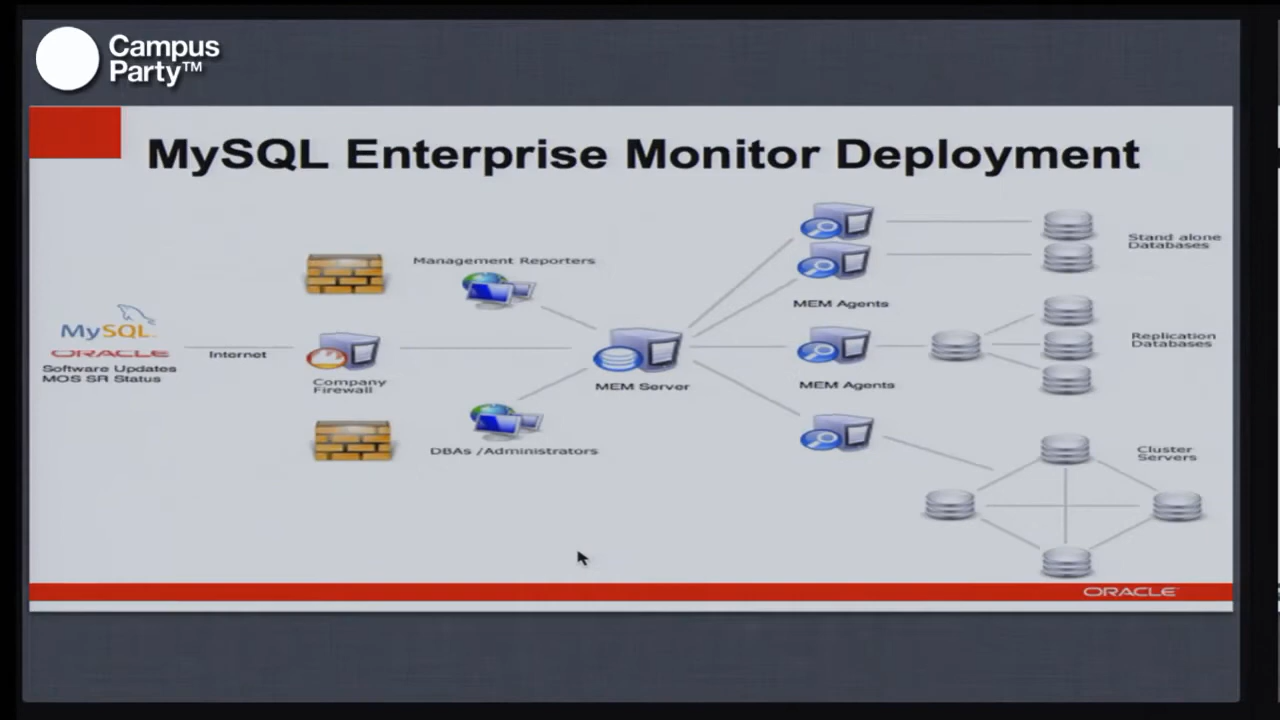 Campus
Party™
MySQL Enterprise Monitor Deployment
Management Reporters
Stand alone
Databases
MEM Agents
MySQL
ORACLE
Software Updates
MOS SR Status
Internet
Company
Firewall
MEM Server
Replication
Databases
MEM Agents
DBAs /Administrators
Cluster
Servers
ORACLE